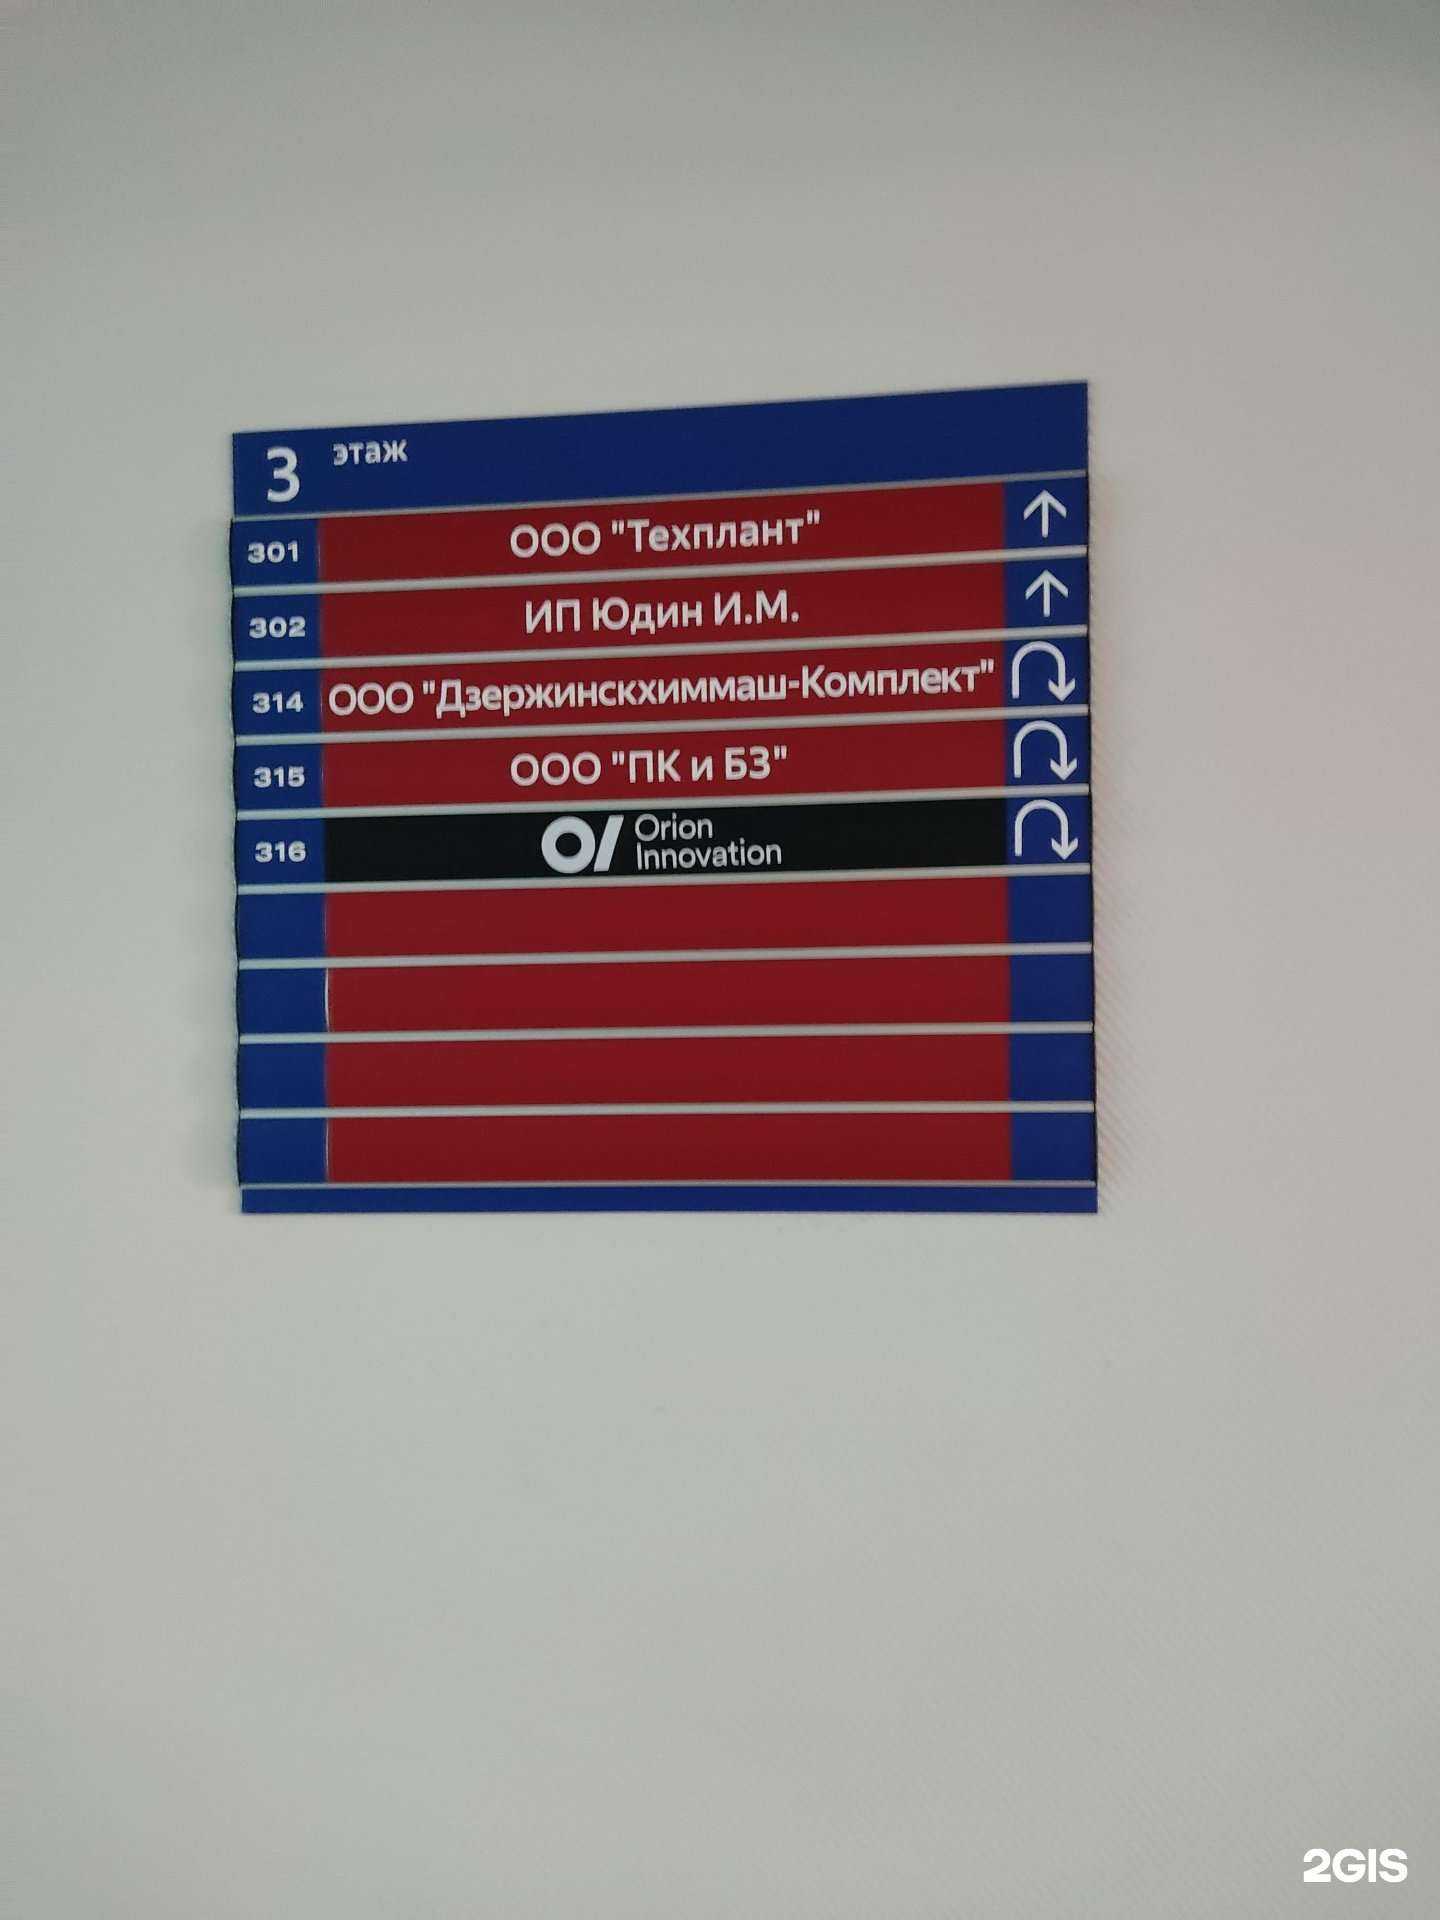 3 этаж
301 ООО "Техплант"
302 ИП Юдин И.М.
314 ООО "Дзержинскхиммаш-Комплект"
315 ООО "ПК и БЗ"
316 Orion
Innovation
2GIS